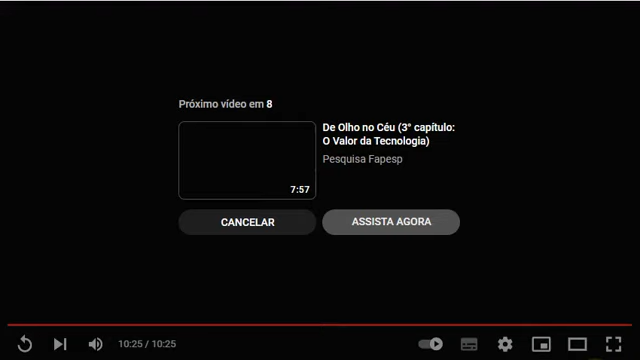 Próximo vídeo em 8
De Olho no Céu (3° capítulo:
O Valor da Tecnologia)
Pesquisa Fapesp
7:57
CANCELAR
ASSISTA AGORA
10:25 / 10:25